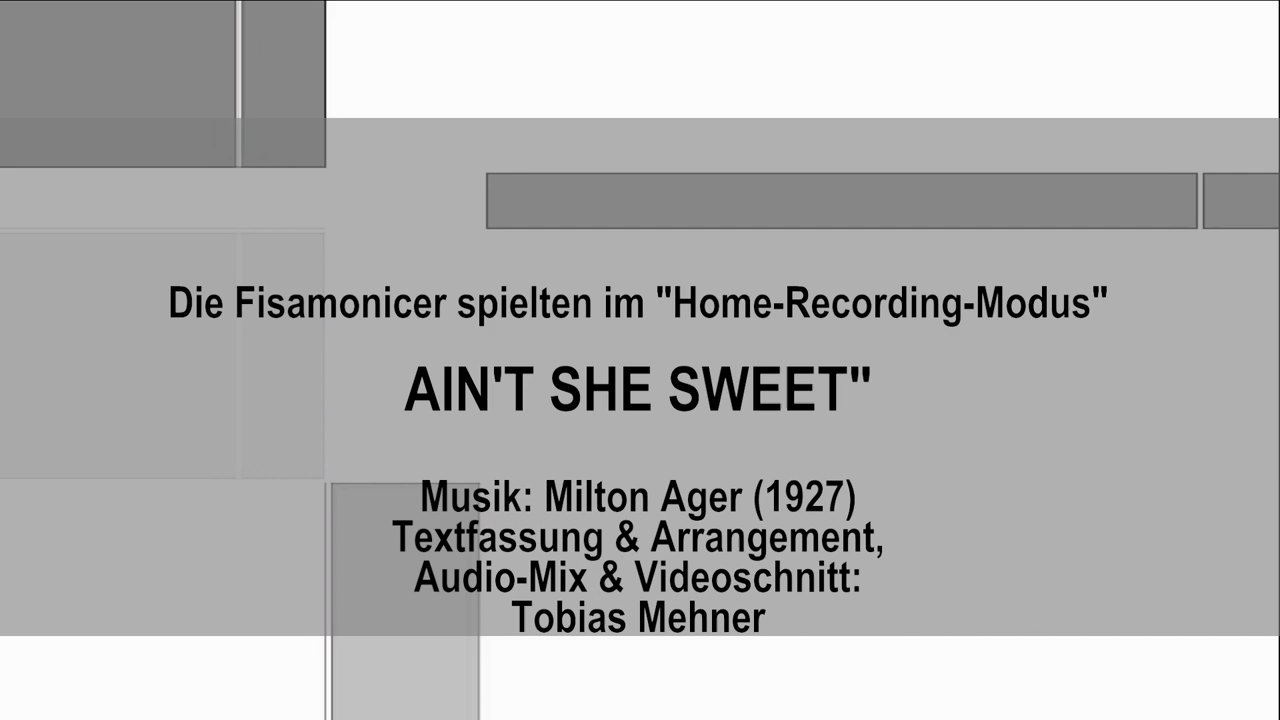 Die Fisamonicer spielten im "Home-Recording-Modus"
AIN'T SHE SWEET"
Musik: Milton Ager (1927)
Textfassung & Arrangement,
Audio-Mix & Videoschnitt:
Tobias Mehner